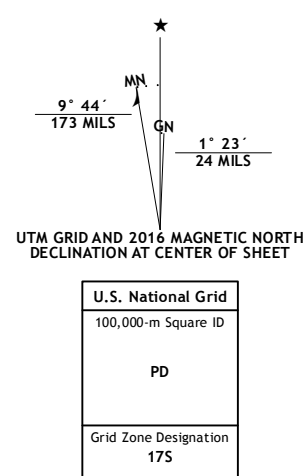 ★
MN
9° 44´
173 MILS
GN
1° 23´
24 MILS
UTM GRID AND 2016 MAGNETIC NORTH
DECLINATION AT CENTER OF SHEET
U.S. National Grid
100,000-m Square ID
PD
Grid Zone Designation
17S